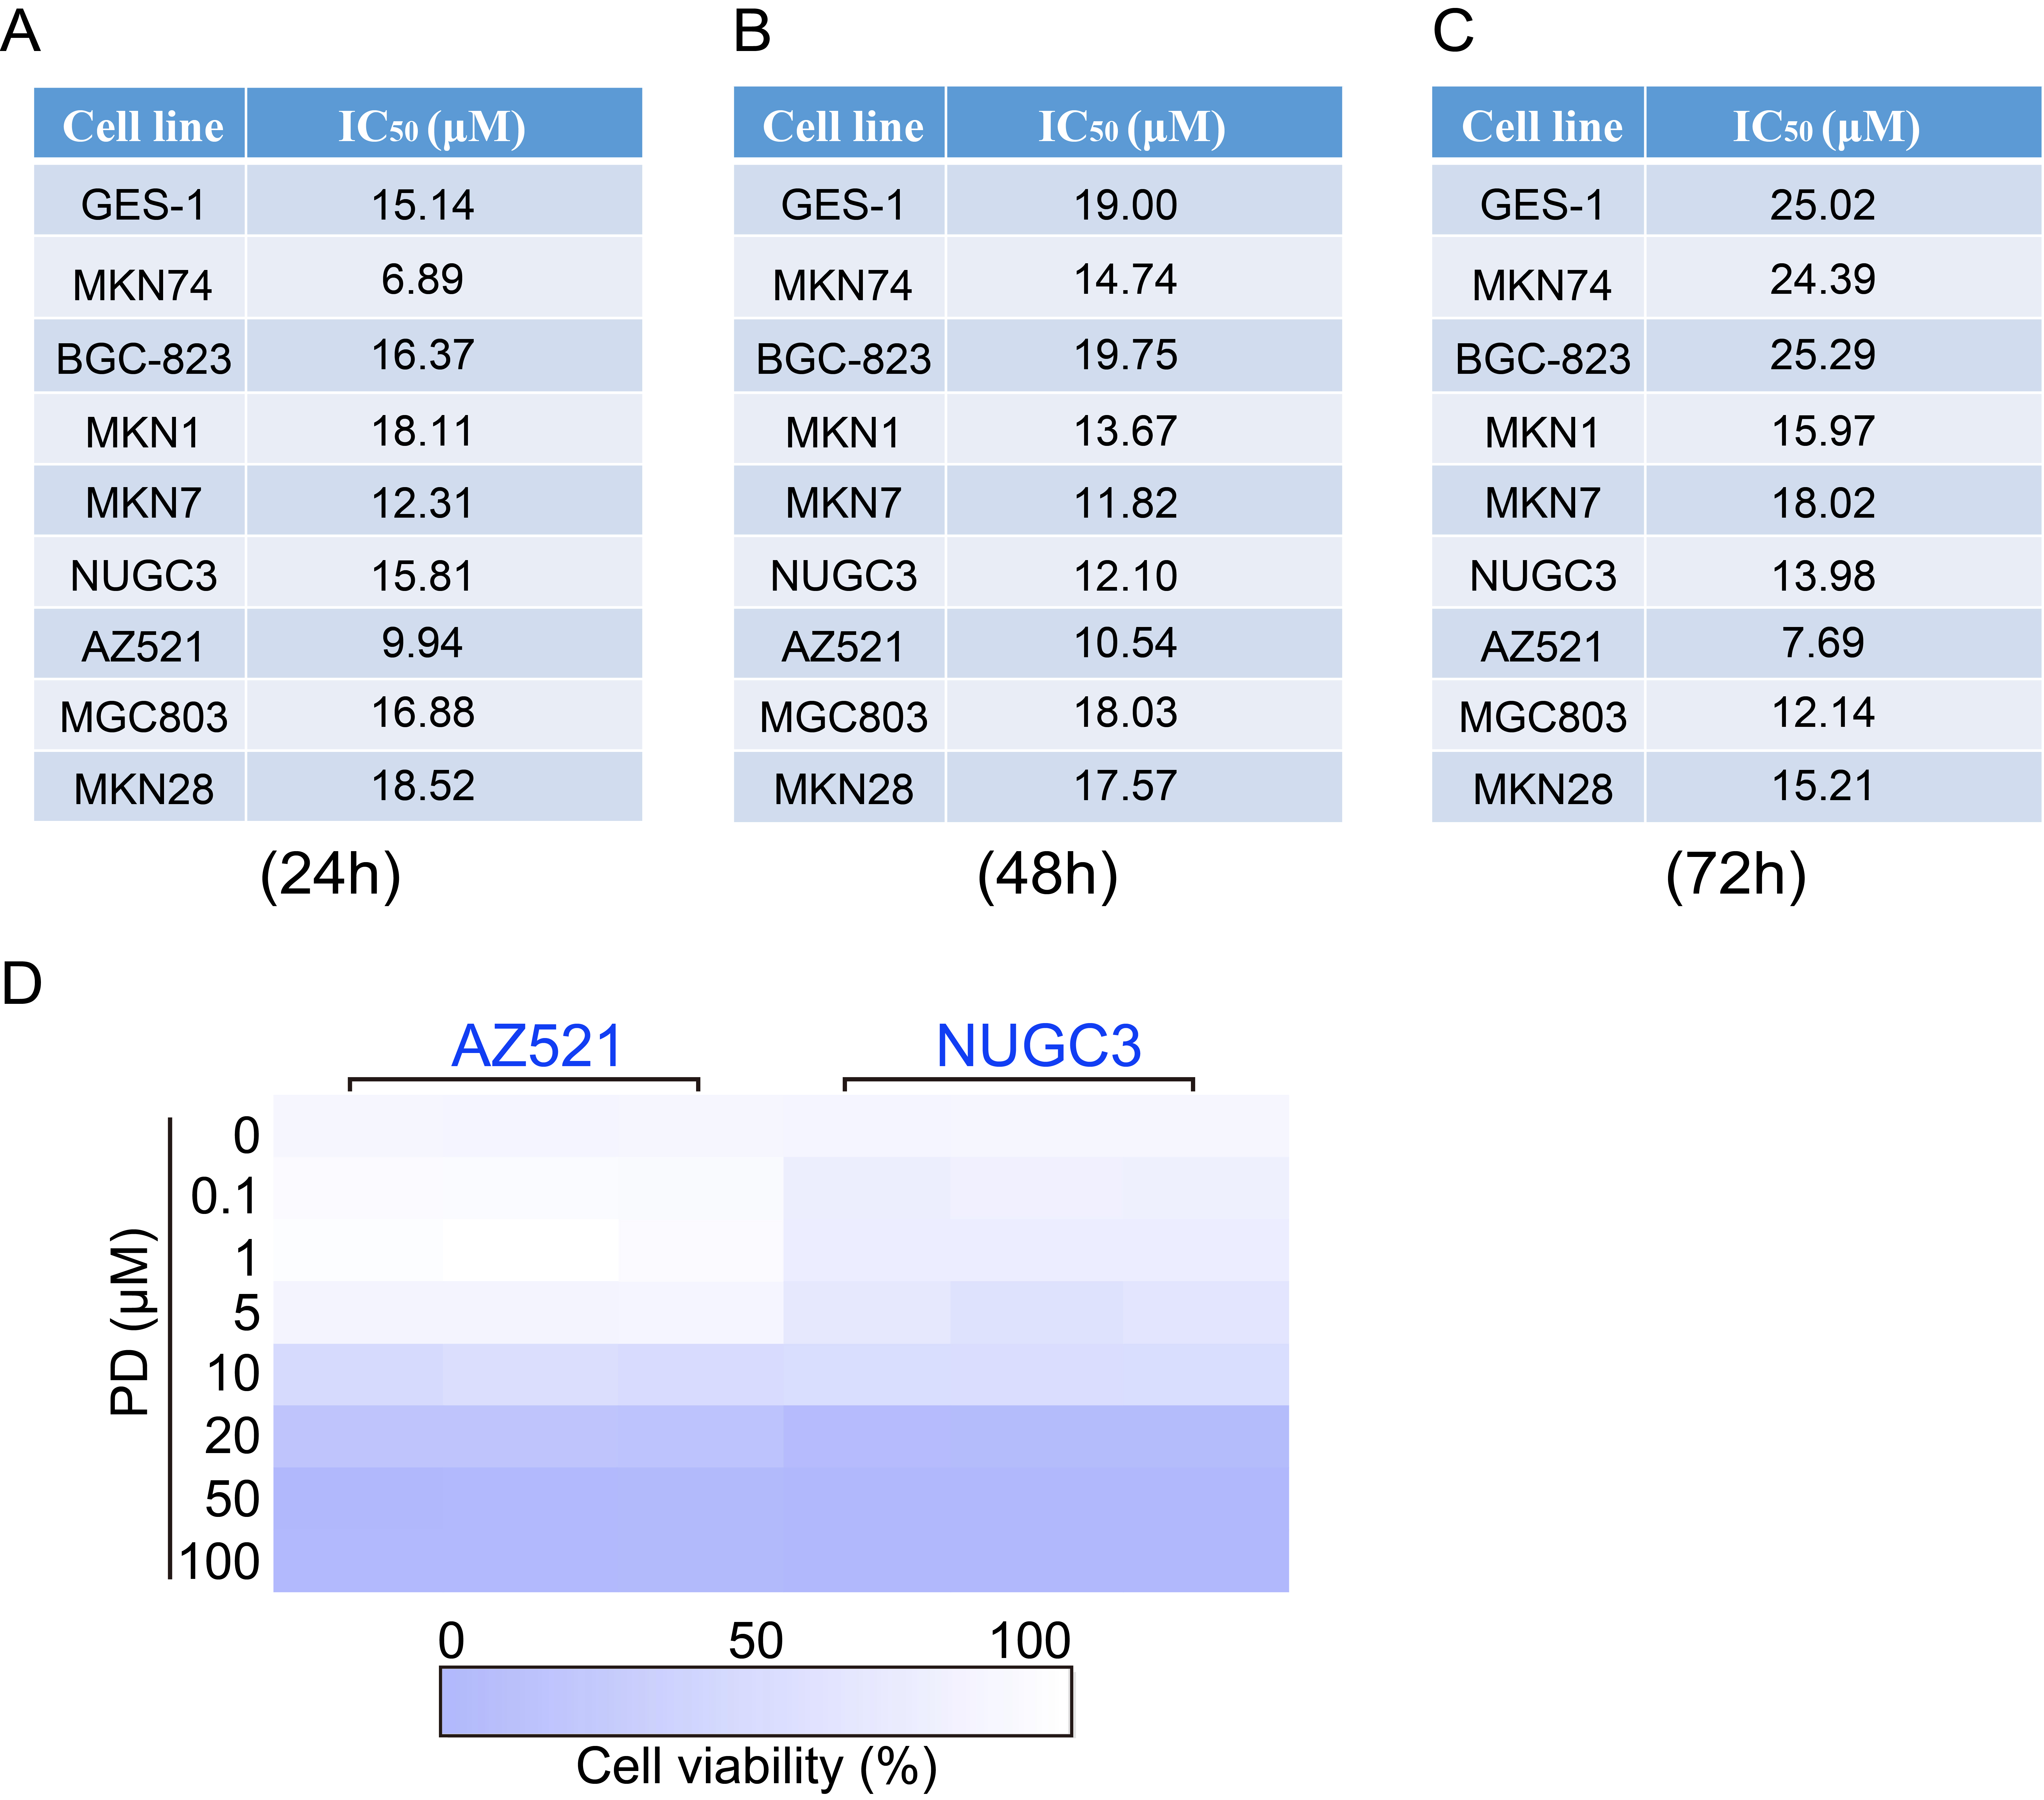 A
B
C
Cell line IC50 (μM)
GES-1 15.14
MKN74 6.89
BGC-823 16.37
MKN1 18.11
MKN7 12.31
NUGC3 15.81
AZ521 9.94
MGC803 16.88
MKN28 18.52
(24h)
Cell line IC50 (μM)
GES-1 19.00
MKN74 14.74
BGC-823 19.75
MKN1 13.67
MKN7 11.82
NUGC3 12.10
AZ521 10.54
MGC803 18.03
MKN28 17.57
(48h)
Cell line IC50 (μM)
GES-1 25.02
MKN74 24.39
BGC-823 25.29
MKN1 15.97
MKN7 18.02
NUGC3 13.98
AZ521 7.69
MGC803 12.14
MKN28 15.21
(72h)
D
AZ521 NUGC3
PD (μM)
0
0.1
1
5
10
20
50
100
0 50 100
Cell viability (%)